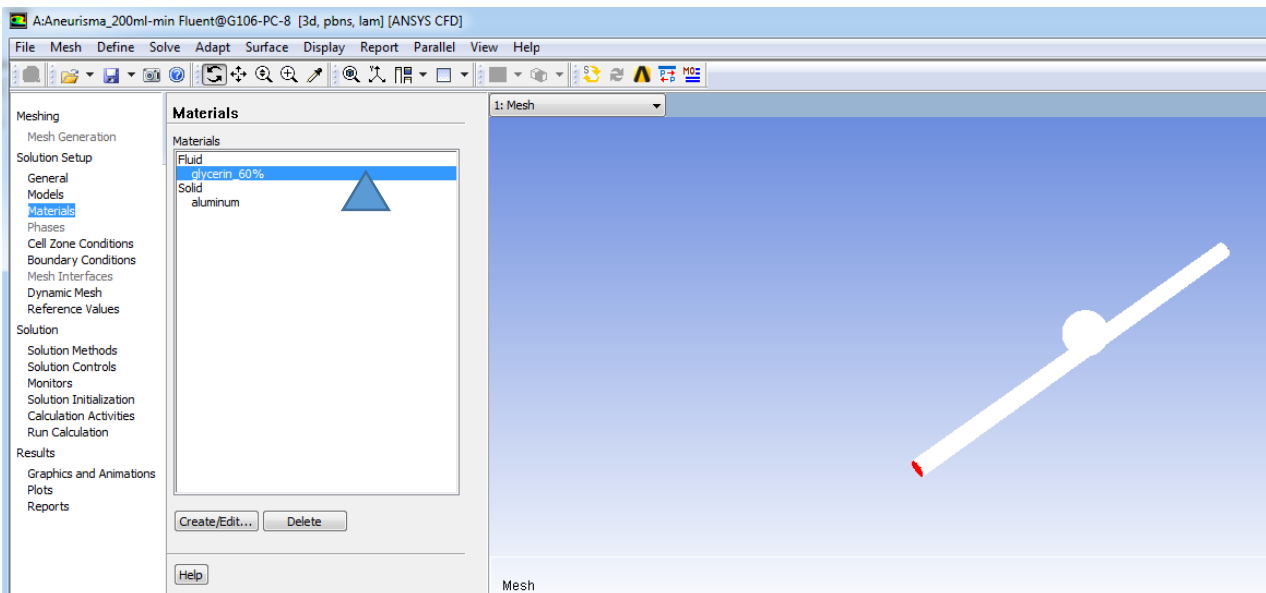 A:Aneurisma_200ml-min Fluent@G106-PC-8 [3d, pbns, lam] [ANSYS CFD]
File Mesh Define Solve Adapt Surface Display Report Parallel View Help
Meshing
Mesh Generation
Solution Setup
General
Models
Materials
Phases
Cell Zone Conditions
Boundary Conditions
Mesh Interfaces
Dynamic Mesh
Reference Values
Solution
Solution Methods
Solution Controls
Monitors
Solution Initialization
Calculation Activities
Run Calculation
Results
Graphics and Animations
Plots
Reports
Materials
Materials
Fluid
glycerin_60%
Solid
aluminum
Create/Edit... Delete
Help
1: Mesh
Mesh